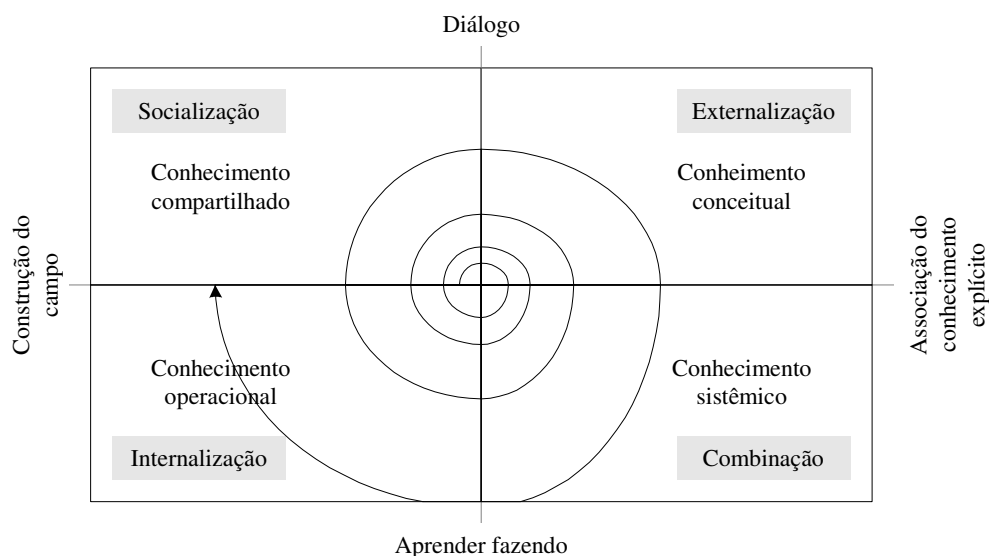 Diálogo
Socialização
Externalização
Conhecimento
compartilhado
Conheimento
conceitual
Construção do
campo
Associação do
conhecimento
explícito
Conhecimento
operacional
Conhecimento
sistêmico
Internalização
Combinação
Aprender fazendo